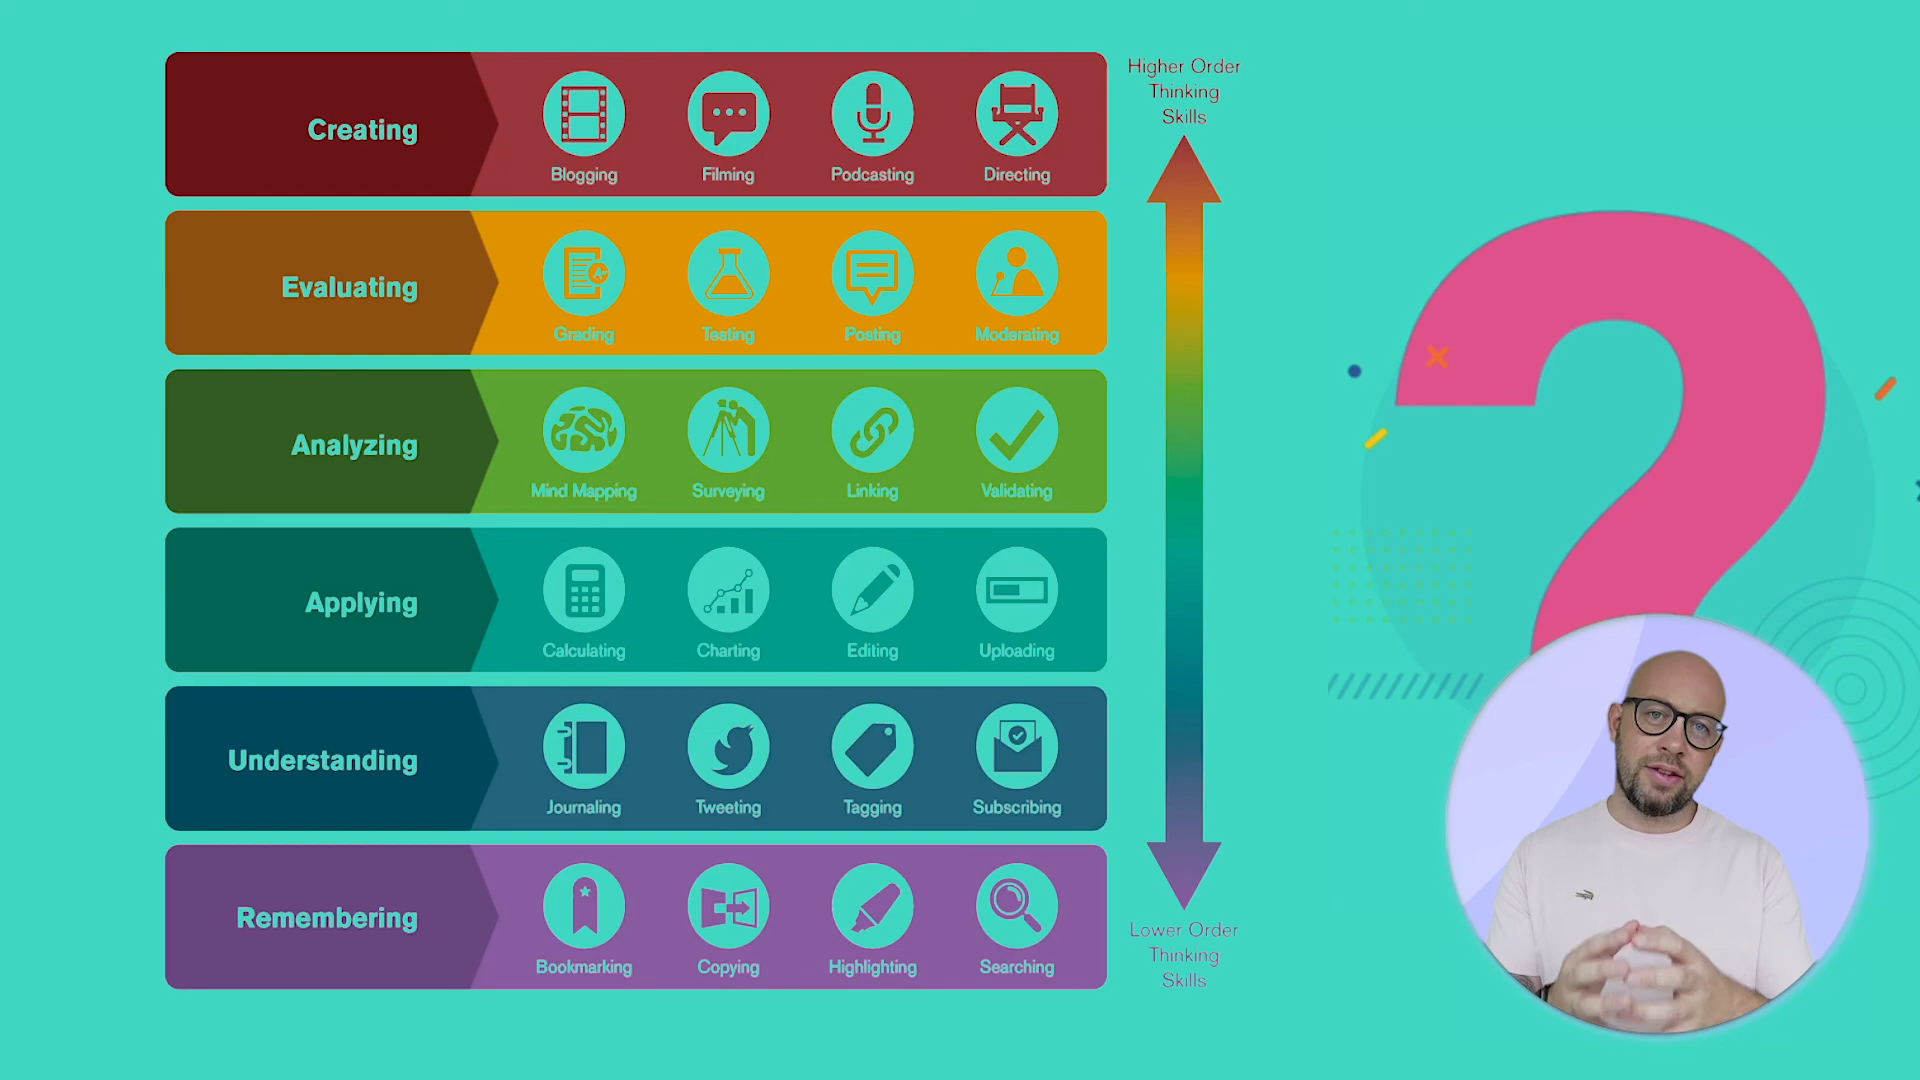 Creating
Blogging
Filming
Podcasting
Directing
Evaluating
Grading
Testing
Posting
Moderating
Analyzing
Mind Mapping
Surveying
Linking
Validating
Applying
Calculating
Charting
Editing
Uploading
Understanding
Journaling
Tweeting
Tagging
Subscribing
Remembering
Bookmarking
Copying
Highlighting
Searching
Higher Order
Thinking
Skills
Lower Order
Thinking
Skills
?